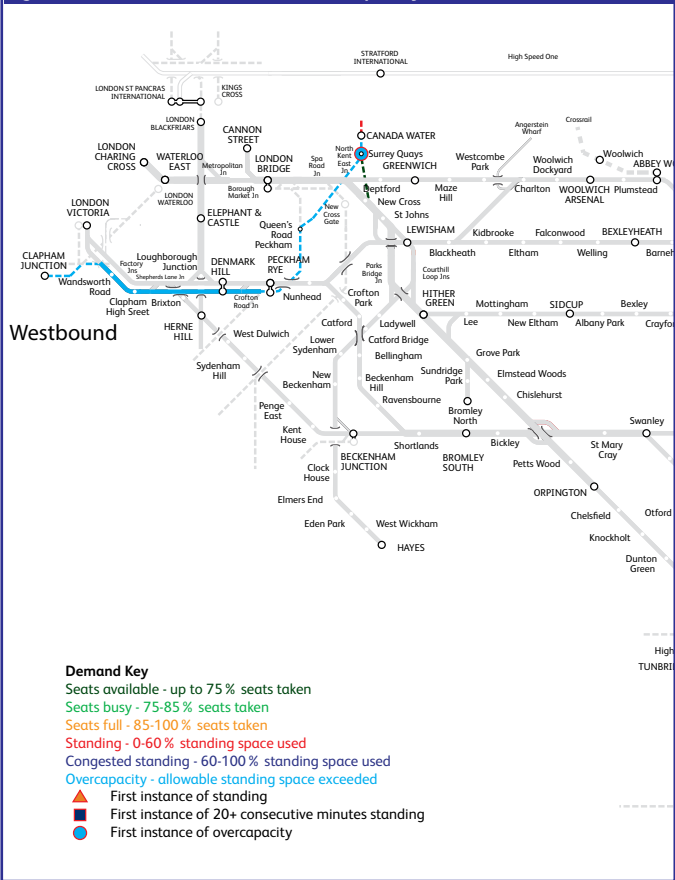 STRATFORD
INTERNATIONAL
High Speed One
LONDON ST PANCRAS
INTERNATIONAL
KINGS
CROSS
LONDON
BLACKFRIARS
CANNON
STREET
CANADA WATER
Angerstein
Wharf
Crossrail
LONDON
CHARING
CROSS
WATERLOO
EAST
Metropolitan
Jn
LONDON
BRIDGE
Spa
Road
Jn
North
Kent
East
Jn
Surrey Quays
GREENWICH
Westcombe
Park
Woolwich
Dockyard
Woolwich
ABBEY W
LONDON
WATERLOO
Borough
Market Jn
Deptford
Maze
Hill
Charlton
WOOLWICH
ARSENAL
Plumstead
LONDON
VICTORIA
ELEPHANT &
CASTLE
New
Cross
Gate
New Cross
St Johns
Queen's
Road
Peckham
LEWISHAM
Kidbrooke
Falconwood
BEXLEYHEATH
Blackheath
Eltham
Welling
Barneh
CLAPHAM
JUNCTION
Factory
Jns
Loughborough
Junction
Shepherds Lane Jn
DENMARK
HILL
PECKHAM
RYE
Parks
Bridge
Jn
Courthill
Loop Jns
Wandsworth
Road
Clapham
High Sreet
Brixton
Crofton
Road Jn
Nunhead
Crofton
Park
HITHER
GREEN
Mottingham
SIDCUP
Bexley
Westbound
HERNE
HILL
West Dulwich
Catford
Ladywell
Lee
New Eltham
Albany Park
Crayfo
Lower
Sydenham
Catford Bridge
Bellingham
Grove Park
Sydenham
Hill
New
Beckenham
Beckenham
Hill
Sundridge
Park
Elmstead Woods
Ravensbourne
Chislehurst
Penge
East
Bromley
North
Kent
House
Swanley
BECKENHAM
JUNCTION
Shortlands
BROMLEY
SOUTH
Bickley
St Mary
Cray
Petts Wood
Clock
House
ORPINGTON
Elmers End
Chelsfield
Otford
Eden Park
West Wickham
Knockholt
HAYES
Dunton
Green
High
TUNBRI
Demand Key
Seats available - up to 75% seats taken
Seats busy - 75-85% seats taken
Seats full - 85-100% seats taken
Standing - 0-60% standing space used
Congested standing - 60-100% standing space used
Overcapacity - allowable standing space exceeded
First instance of standing
First instance of 20+ consecutive minutes standing
First instance of overcapacity